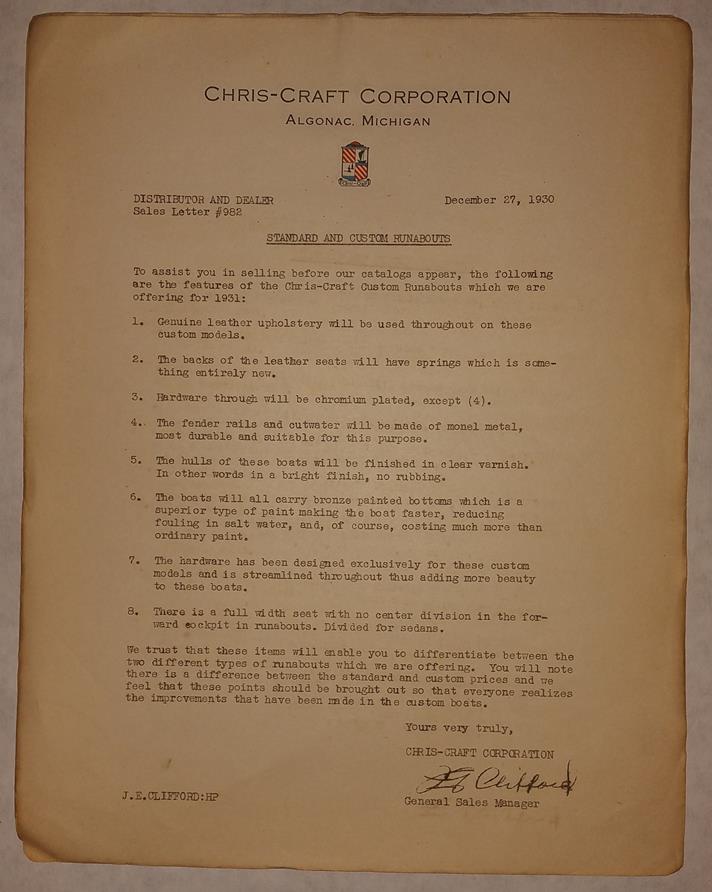 CHRIS-CRAFT CORPORATION
ALGONAC, MICHIGAN
DISTRIBUTOR AND DEALER
Sales Letter #982
December 27, 1930
STANDARD AND CUSTOM RUNABOUTS
To assist you in selling before our catalogs appear, the following
are the features of the Chris-Craft Custom Runabouts which we are
offering for 1931:
1. Genuine leather upholstery will be used throughout on these
custom models.
2. The backs of the leather seats will have springs which is some-
thing entirely new.
3. Hardware through will be chromium plated, except (4).
4. The fender rails and cutwater will be made of monel metal,
most durable and suitable for this purpose.
5. The hulls of these boats will be finished in clear varnish.
In other words in a bright finish, no rubbing.
6. The boats will all carry bronze painted bottoms which is a
superior type of paint making the boat faster, reducing
fouling in salt water, and, of course, costing much more than
ordinary paint.
7. The hardware has been designed exclusively for these custom
models and is streamlined throughout thus adding more beauty
to these boats.
8. There is a full width seat with no center division in the for-
ward cockpit in runabouts. Divided for sedans.
We trust that these items will enable you to differentiate between the
two different types of runabouts which we are offering. You will note
there is a difference between the standard and custom prices and we
feel that these points should be brought out so that everyone realizes
the improvements that have been made in the custom boats.
Yours very truly,
CHRIS-CRAFT CORPORATION
Clifford
General Sales Manager
J.E.CLIFFORD:HP